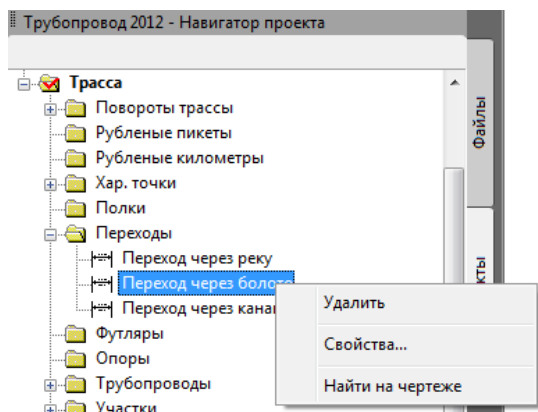 Трубопровод 2012 - Навигатор проекта
Трасса
Повороты трассы
Рубленые пикеты
Рубленые километры
Хар. точки
Полки
Переходы
Переход через реку
Переход через болото
Переход через кана
Футляры
Опоры
Трубопроводы
Участки
Файлы
кты
Удалить
Свойства...
Найти на чертеже